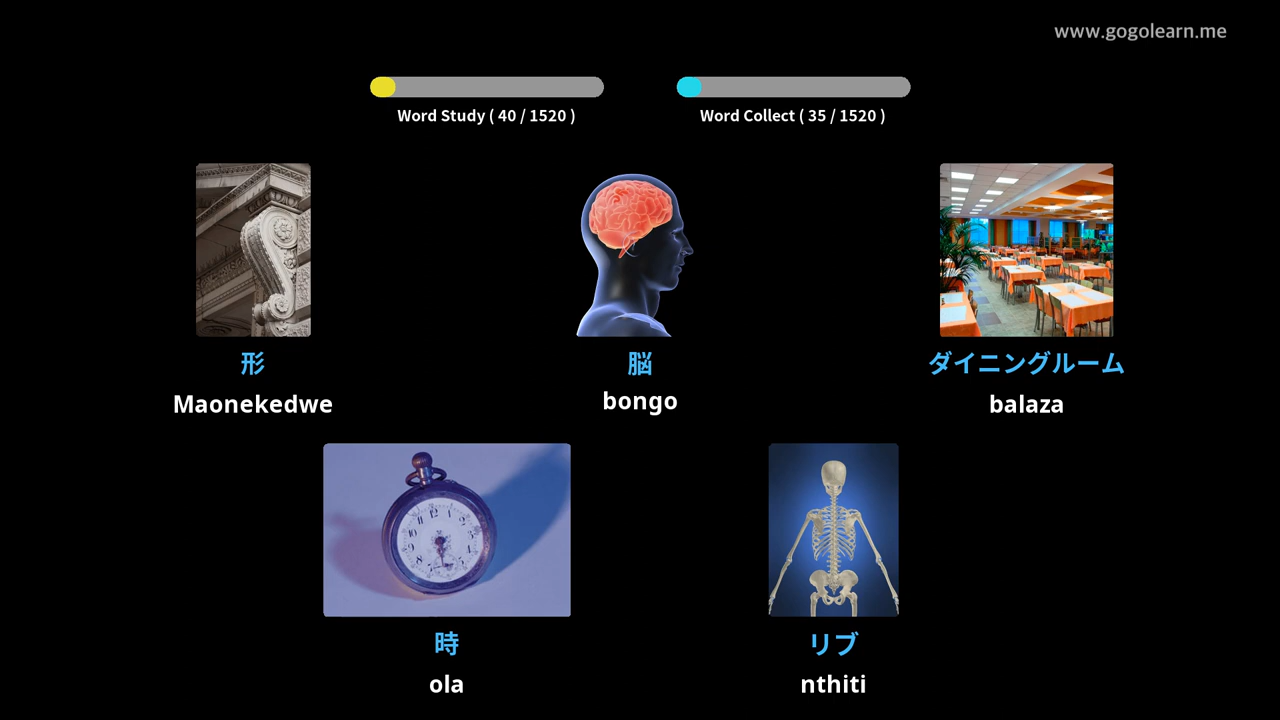 www.gogolearn.me
Word Study ( 40 / 1520 )
Word Collect ( 35 / 1520 )
形
脳
ダイニングルーム
Maonekedwe
bongo
balaza
時
リブ
ola
nthiti